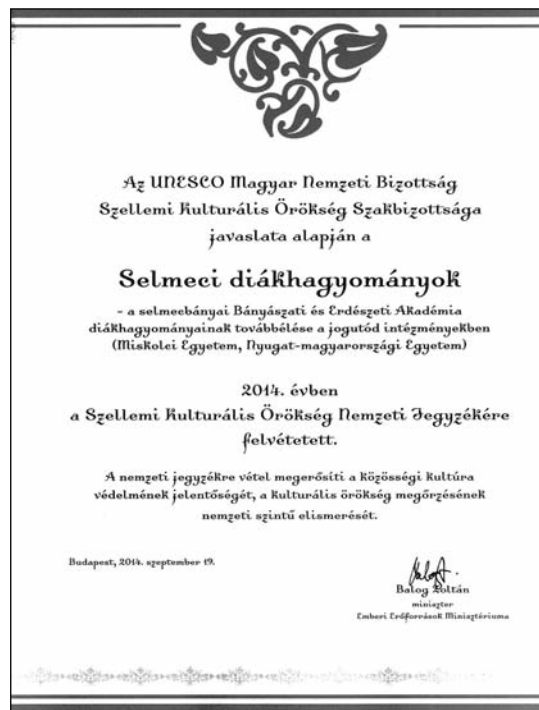 Az UNESCO Magyar Nemzeti Bizottság
Szellemi Kulturális Örökség Szakbizottsága
javaslata alapján a
Selmeci diákhagyományok
- a selmecbányai Bányászati és Erdészeti Akadémia
diákhagyományainak továbbélése a jogutód intézményekben
(Miskolci Egyetem, Nyugat-magyarországi Egyetem)
2014. évben
a Szellemi Kulturális Örökség Nemzeti Jegyzékére
felvétetett.
A nemzeti jegyzékre vétel megerősíti a közösségi kultúra
védelmének jelentőségét, a kulturális örökség megőrzésének
nemzeti szintű elismerését.
Budapest, 2014. szeptember 19.
Balog Zoltán
miniszter
Emberi Erőforrások Minisztériuma